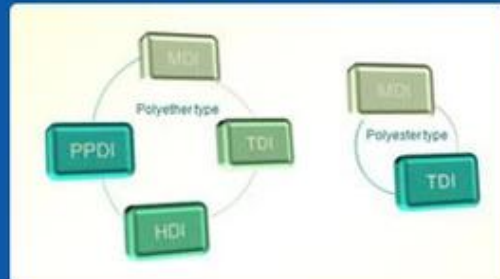 MDI
Polyether type
PPDI
TDI
HDI
MDI
Polyester type
TDI